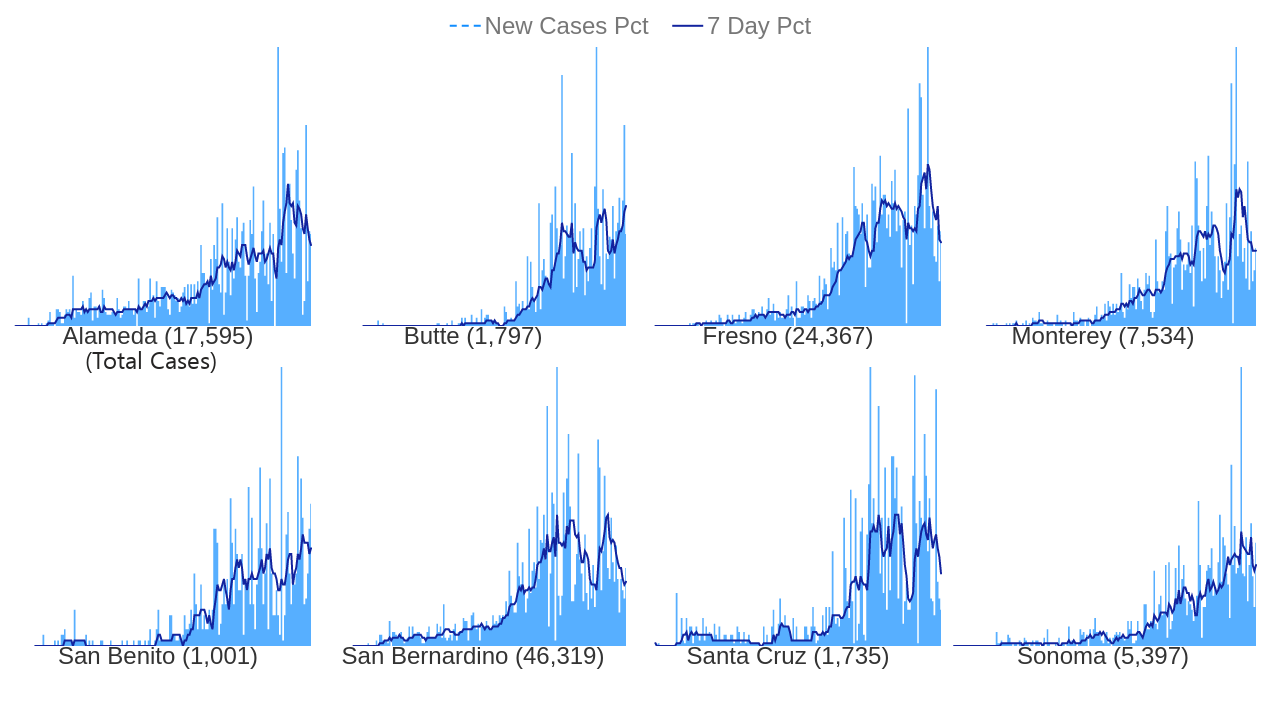 New Cases Pct 7 Day Pct
Alameda (17,595) Butte (1,797) Fresno (24,367) Monterey (7,534)
(Total Cases)
San Benito (1,001) San Bernardino (46,319) Santa Cruz (1,735) Sonoma (5,397)